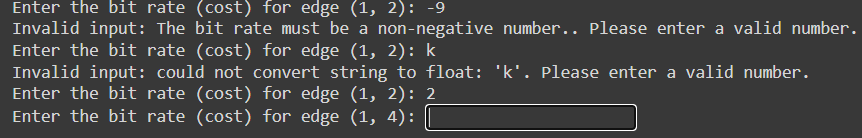 Enter the bit rate (cost) for edge (1, 2): -9
Invalid input: The bit rate must be a non-negative number.. Please enter a valid number.
Enter the bit rate (cost) for edge (1, 2): k
Invalid input: could not convert string to float: 'k'. Please enter a valid number.
Enter the bit rate (cost) for edge (1, 2): 2
Enter the bit rate (cost) for edge (1, 4):